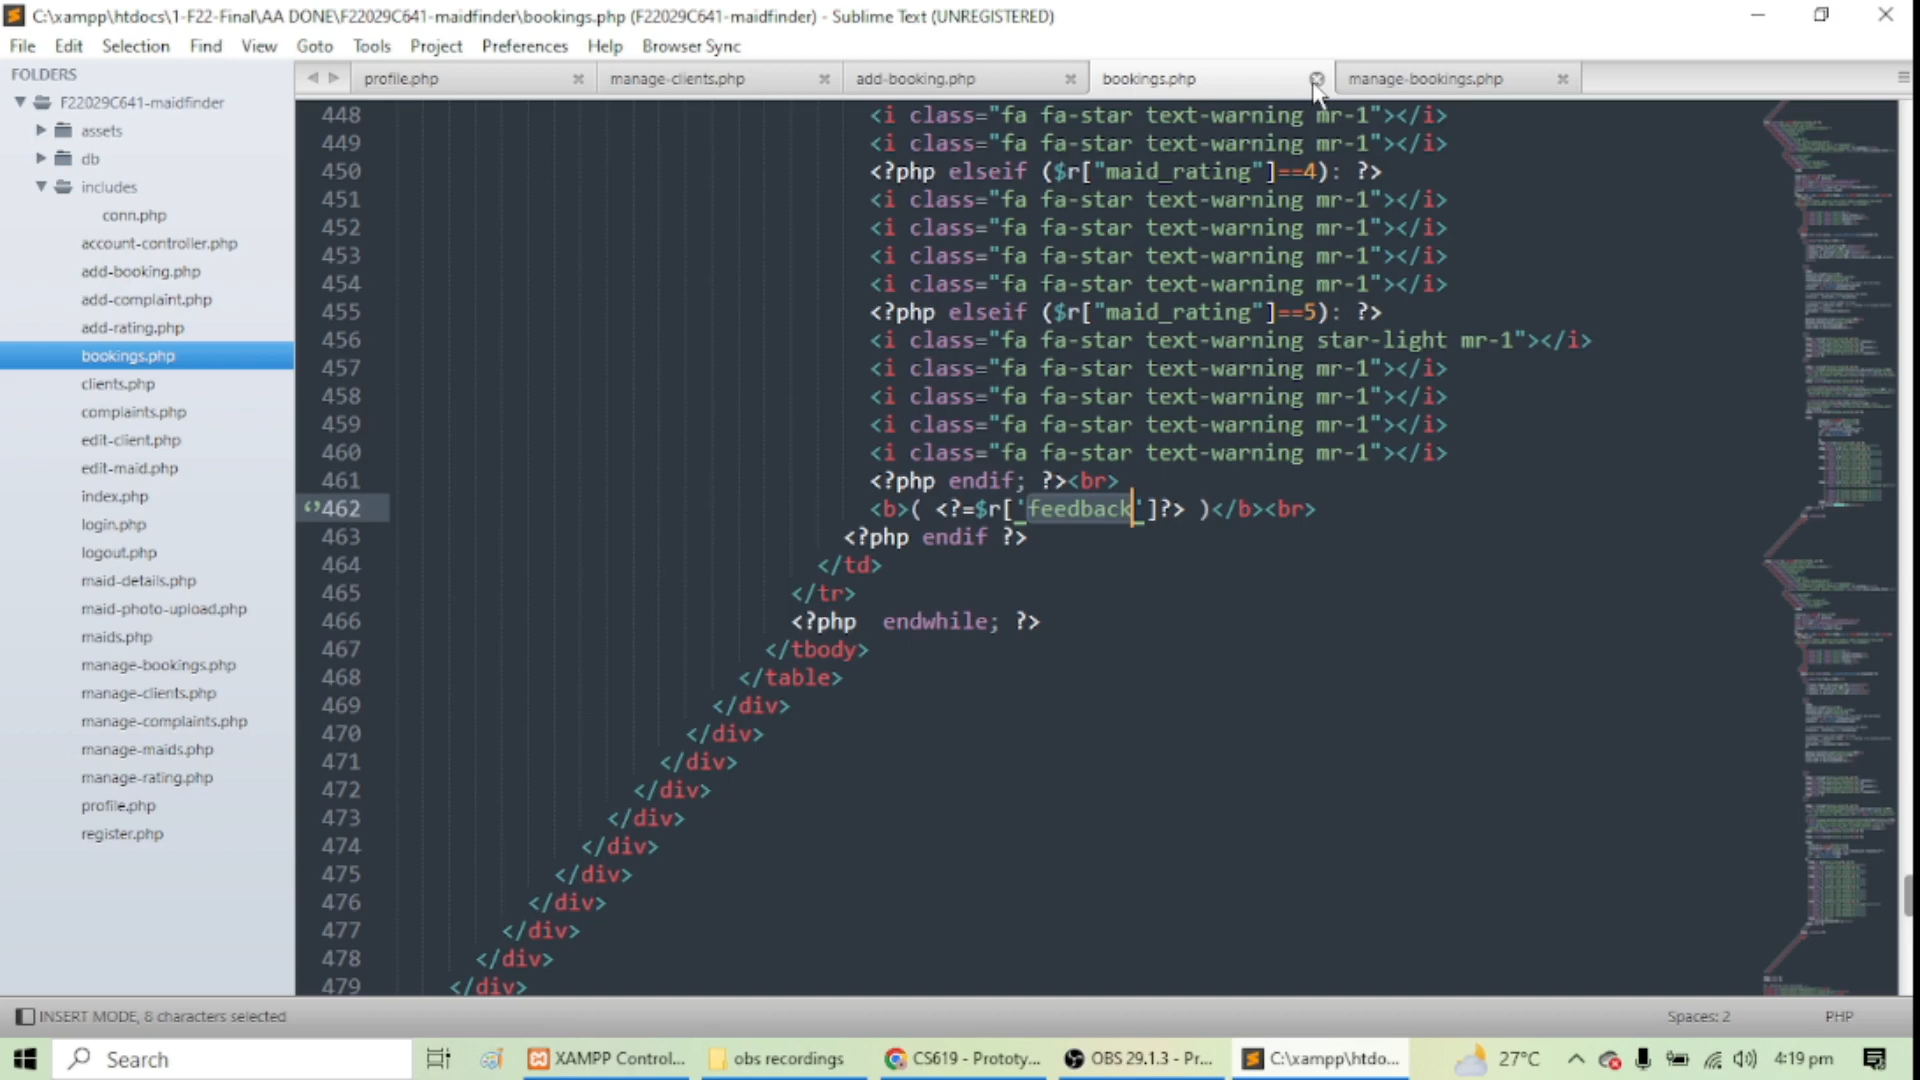 C:\xampp\htdocs\1-F22-Final\AA DONE\F22029C641-maidfinder\bookings.php (F22029C641-maidfinder) - Sublime Text (UNREGISTERED)
File Edit Selection Find View Goto Tools Project Preferences Help Browser Sync
FOLDERS
F22029C641-maidfinder
assets
db
includes
conn.php
account-controller.php
add-booking.php
add-complaint.php
add-rating.php
bookings.php
clients.php
complaints.php
edit-client.php
edit-maid.php
index.php
login.php
logout.php
maid-details.php
maid-photo-upload.php
maids.php
manage-bookings.php
manage-clients.php
manage-complaints.php
manage-maids.php
manage-rating.php
profile.php
register.php
profile.php manage-clients.php add-booking.php bookings.php manage-bookings.php
448 <i class="fa fa-star text-warning mr-1"></i>
449 <i class="fa fa-star text-warning mr-1"></i>
450 <?php elseif ($r["maid_rating"]==4): ?>
451 <i class="fa fa-star text-warning mr-1"></i>
452 <i class="fa fa-star text-warning mr-1"></i>
453 <i class="fa fa-star text-warning mr-1"></i>
454 <i class="fa fa-star text-warning mr-1"></i>
455 <?php elseif ($r["maid_rating"]==5): ?>
456 <i class="fa fa-star text-warning star-light mr-1"></i>
457 <i class="fa fa-star text-warning mr-1"></i>
458 <i class="fa fa-star text-warning mr-1"></i>
459 <i class="fa fa-star text-warning mr-1"></i>
460 <i class="fa fa-star text-warning mr-1"></i>
461 <?php endif; ?><br>
462 <b>( <?=$r['feedback']?> )</b><br>
463 <?php endif ?>
464 </td>
465 </tr>
466 <?php  endwhile; ?>
467 </tbody>
468 </table>
469 </div>
470 </div>
471 </div>
472 </div>
473 </div>
474 </div>
475 </div>
476 </div>
477 </div>
478 </div>
479 </div>
INSERT MODE, 8 characters selected Spaces: 2 PHP
Search XAMPP Control... obs recordings CS619 - Prototy... OBS 29.1.3 - Pr... C:\xampp\htdo... 27°C 4:19 pm